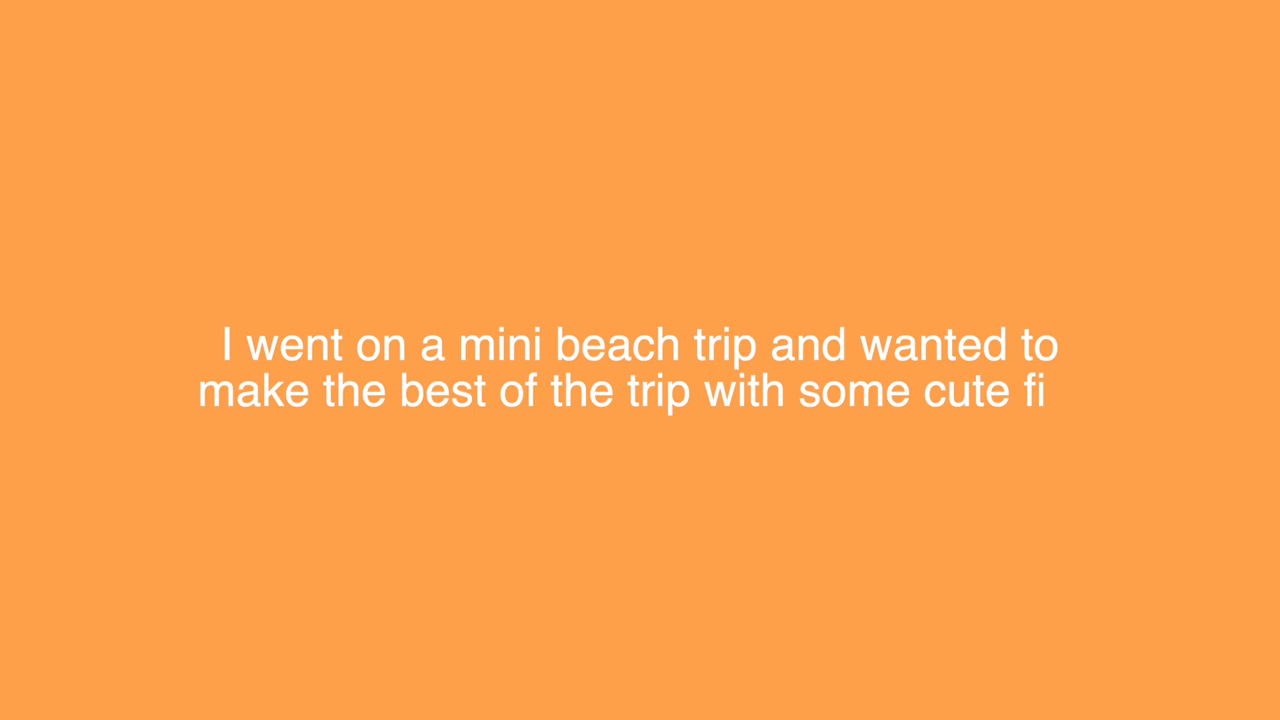 I went on a mini beach trip and wanted to
make the best of the trip with some cute fi